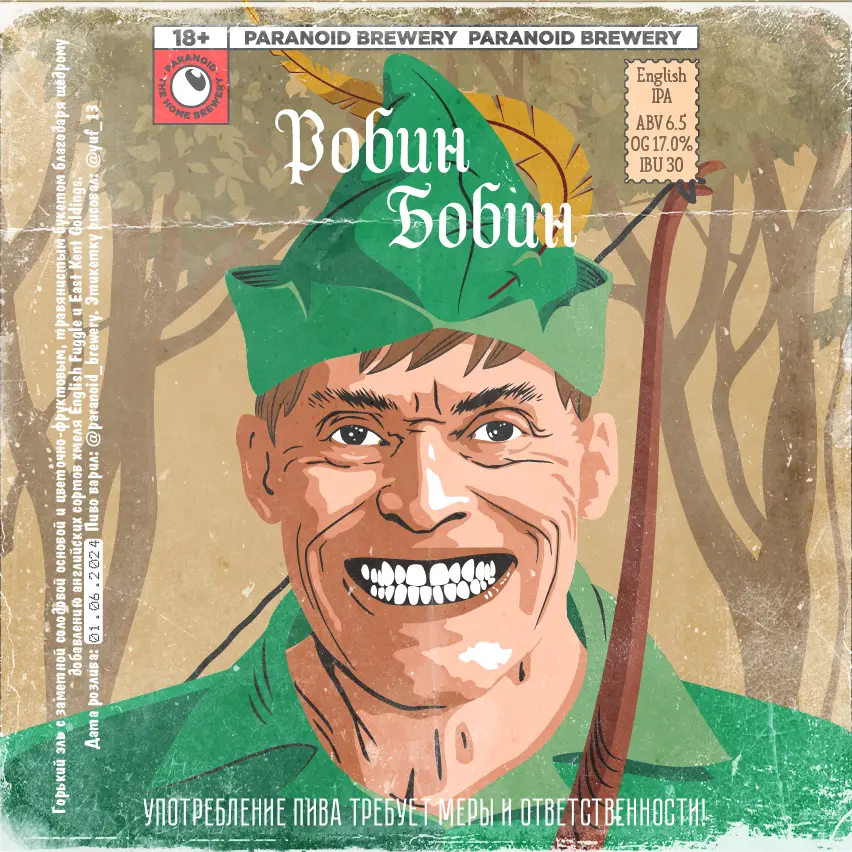 18+
PARANOID BREWERY PARANOID BREWERY
PARANOID
THE HOME BREWERY
English
IPA
ABV 6.5
OG 17.0%
IBU 30
Робин
Бобин
Горький эль с заметной солодовой основой и цветочно-фруктовым, травянистым букетом благодаря щедрому
добавлению английских сортов хмеля English Fuggle и East Kent Goldings.
Дата розлива: 01.06.2024 Пиво варил: @paranoid_brewery. Этикетку рисовал: @yuf_13
УПОТРЕБЛЕНИЕ ПИВА ТРЕБУЕТ МЕРЫ И ОТВЕТСТВЕННОСТИ!